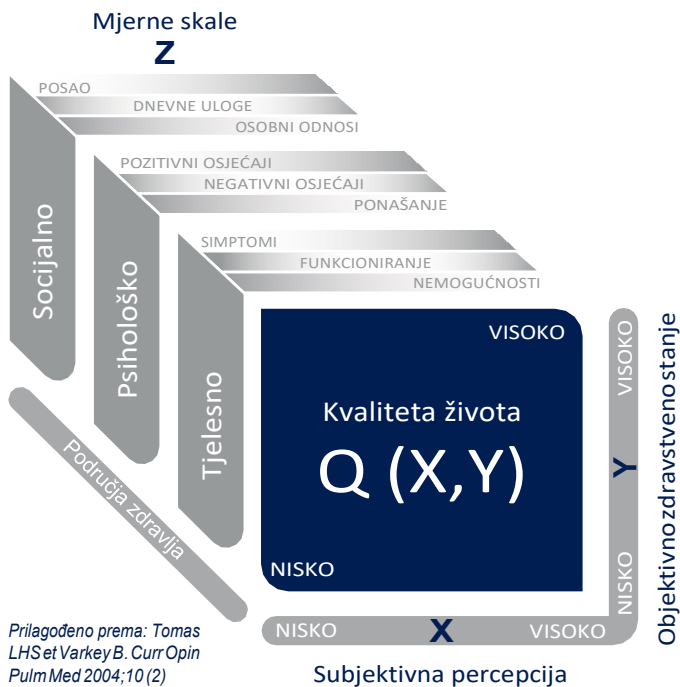 Mjerne skale
Z
POSAO
DNEVNE ULOGE
OSOBNI ODNOSI
POZITIVNI OSJEĆAJI
NEGATIVNI OSJEĆAJI
PONAŠANJE
SIMPTOMI
FUNKCIONIRANJE
NEMOGUĆNOSTI
Socijalno
Psihološko
Tjelesno
Područja zdravlja
VISOKO
Kvaliteta života
Q (X,Y)
NISKO
VISOKO
Y
NISKO
Objektivno zdravstveno stanje
NISKO
X
VISOKO
Subjektivna percepcija
Prilagođeno prema: Tomas
LHS et Varkey B. Curr Opin
Pulm Med 2004;10 (2)